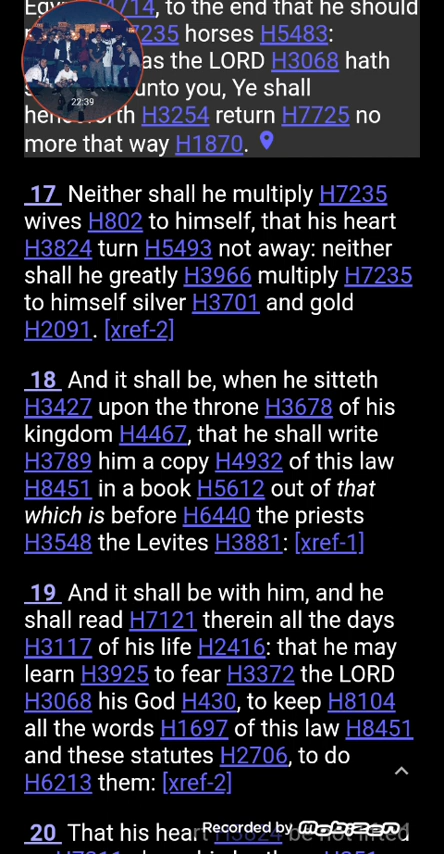 H4714, to the end that he should
H7235 horses H5483:
as the LORD H3068 hath
unto you, Ye shall
henceforth H3254 return H7725 no
more that way H1870.
22:39
17 Neither shall he multiply H7235
wives H802 to himself, that his heart
H3824 turn H5493 not away: neither
shall he greatly H3966 multiply H7235
to himself silver H3701 and gold
H2091. [xref-2]
18 And it shall be, when he sitteth
H3427 upon the throne H3678 of his
kingdom H4467, that he shall write
H3789 him a copy H4932 of this law
H8451 in a book H5612 out of that
which is before H6440 the priests
H3548 the Levites H3881: [xref-1]
19 And it shall be with him, and he
shall read H7121 therein all the days
H3117 of his life H2416: that he may
learn H3925 to fear H3372 the LORD
H3068 his God H430, to keep H8104
all the words H1697 of this law H8451
and these statutes H2706, to do
H6213 them: [xref-2]
20 That his heart H3824 be not lifted
Recorded by Mobizen